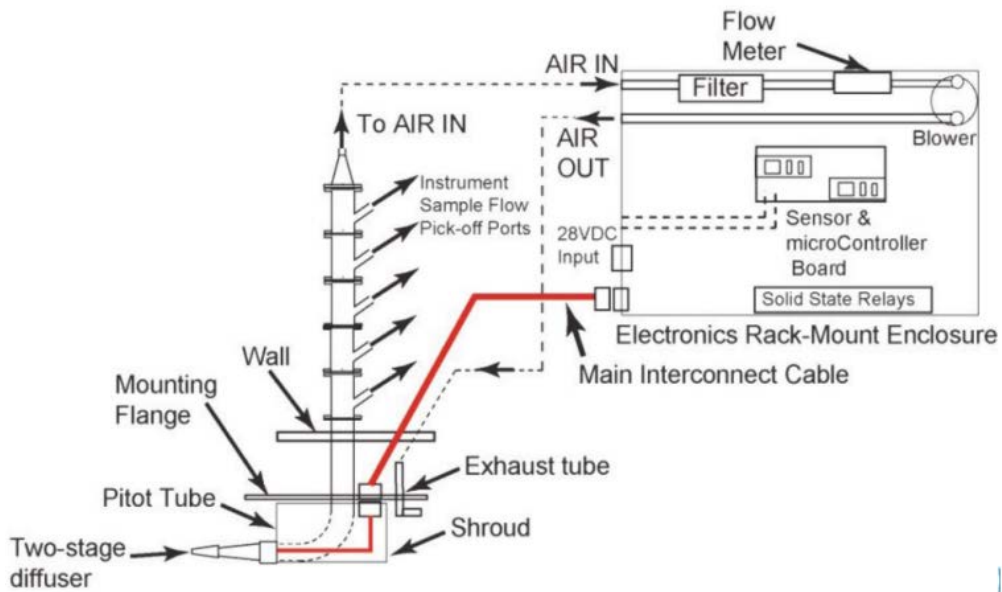 Flow
Meter
AIR IN
Filter
To AIR IN
AIR
OUT
Blower
Instrument
Sample Flow
Pick-off Ports
28VDC
Input
Sensor &
microController
Board
Solid State Relays
Electronics Rack-Mount Enclosure
Main Interconnect Cable
Wall
Mounting
Flange
Exhaust tube
Pitot Tube
Shroud
Two-stage
diffuser